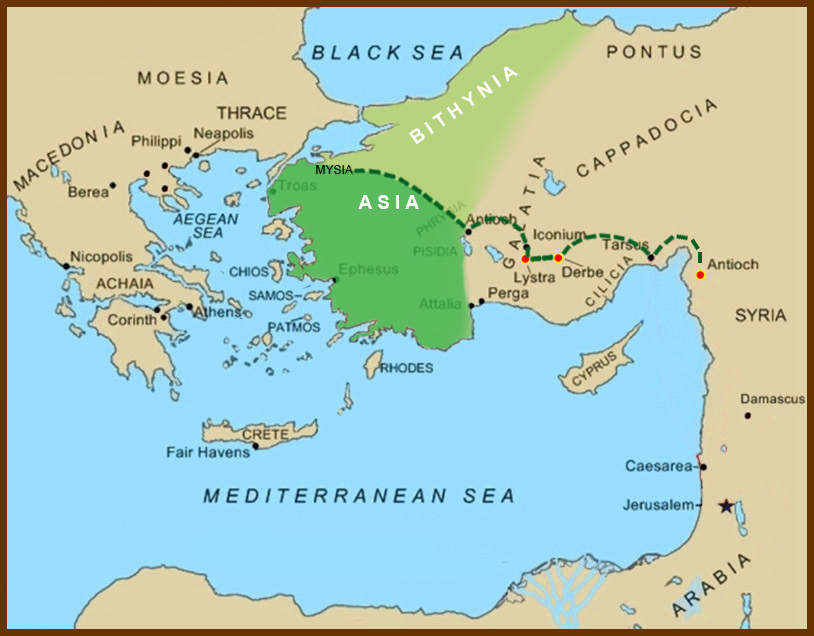 BLACK SEA
PONTUS
MOESIA
BITHYNIA
THRACE
CAPPADOCIA
MACEDONIA
Neapolis
Philippi
MYSIA
GALATIA
Berea
Troas
ASIA
AEGEAN
SEA
PHRYGIA
Antioch
Iconium
Tarsus
PISIDIA
Nicopolis
CHIOS
Ephesus
Lystra
Derbe
CILICIA
Antioch
ACHAIA
SAMOS
Attalia
Perga
Corinth
Athens
PATMOS
SYRIA
RHODES
CYPRUS
Damascus
CRETE
Fair Havens
Caesarea
MEDITERRANEAN SEA
Jerusalem
ARABIA